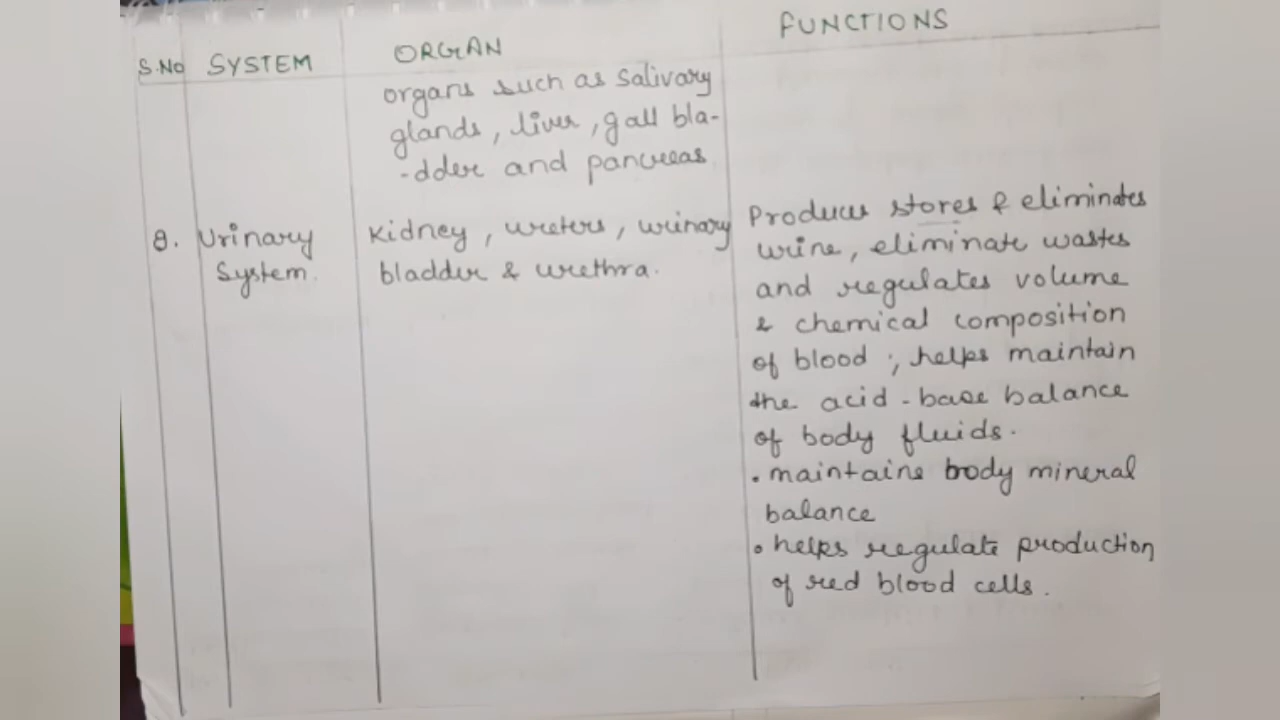 S.No SYSTEM ORGAN FUNCTIONS
organs such as salivary
glands, liver, gall bla-
-dder and pancreas
8. Urinary System.
Kidney, ureters, urinary
bladder & urethra.
Produces stores & eliminates
urine, eliminate wastes
and regulates volume
& chemical composition
of blood ; helps maintain
the acid-base balance
of body fluids.
• maintains body mineral
balance
• helps regulate production
of red blood cells.